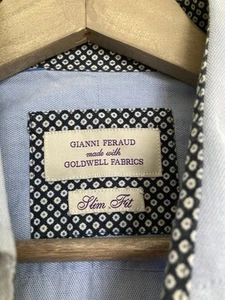 GIANNI FERAUD
made with
GOLDWELL FABRICS
Slim Fit